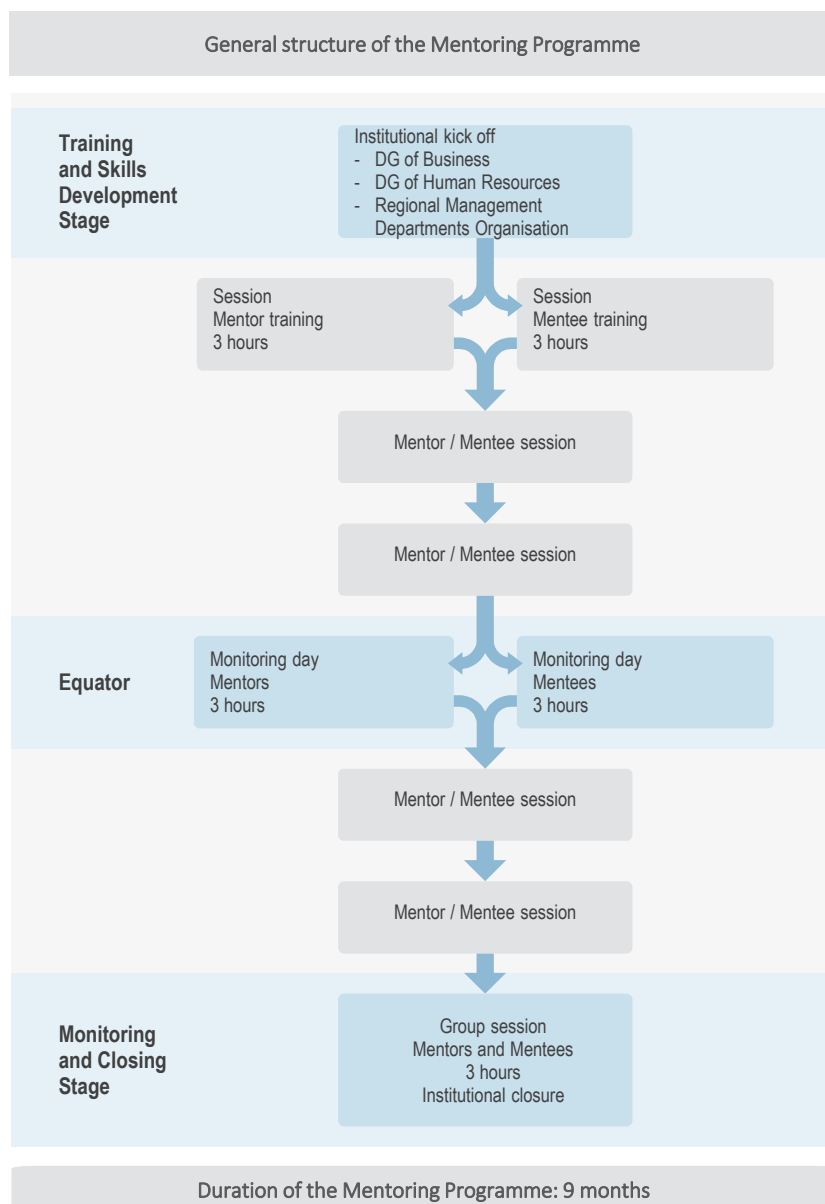 General structure of the Mentoring Programme
Training
and Skills
Development
Stage
Institutional kick off
- DG of Business
- DG of Human Resources
- Regional Management
Departments Organisation
Session
Mentor training
3 hours
Session
Mentee training
3 hours
Mentor / Mentee session
Mentor / Mentee session
Equator
Monitoring day
Mentors
3 hours
Monitoring day
Mentees
3 hours
Mentor / Mentee session
Mentor / Mentee session
Monitoring
and Closing
Stage
Group session
Mentors and Mentees
3 hours
Institutional closure
Duration of the Mentoring Programme: 9 months